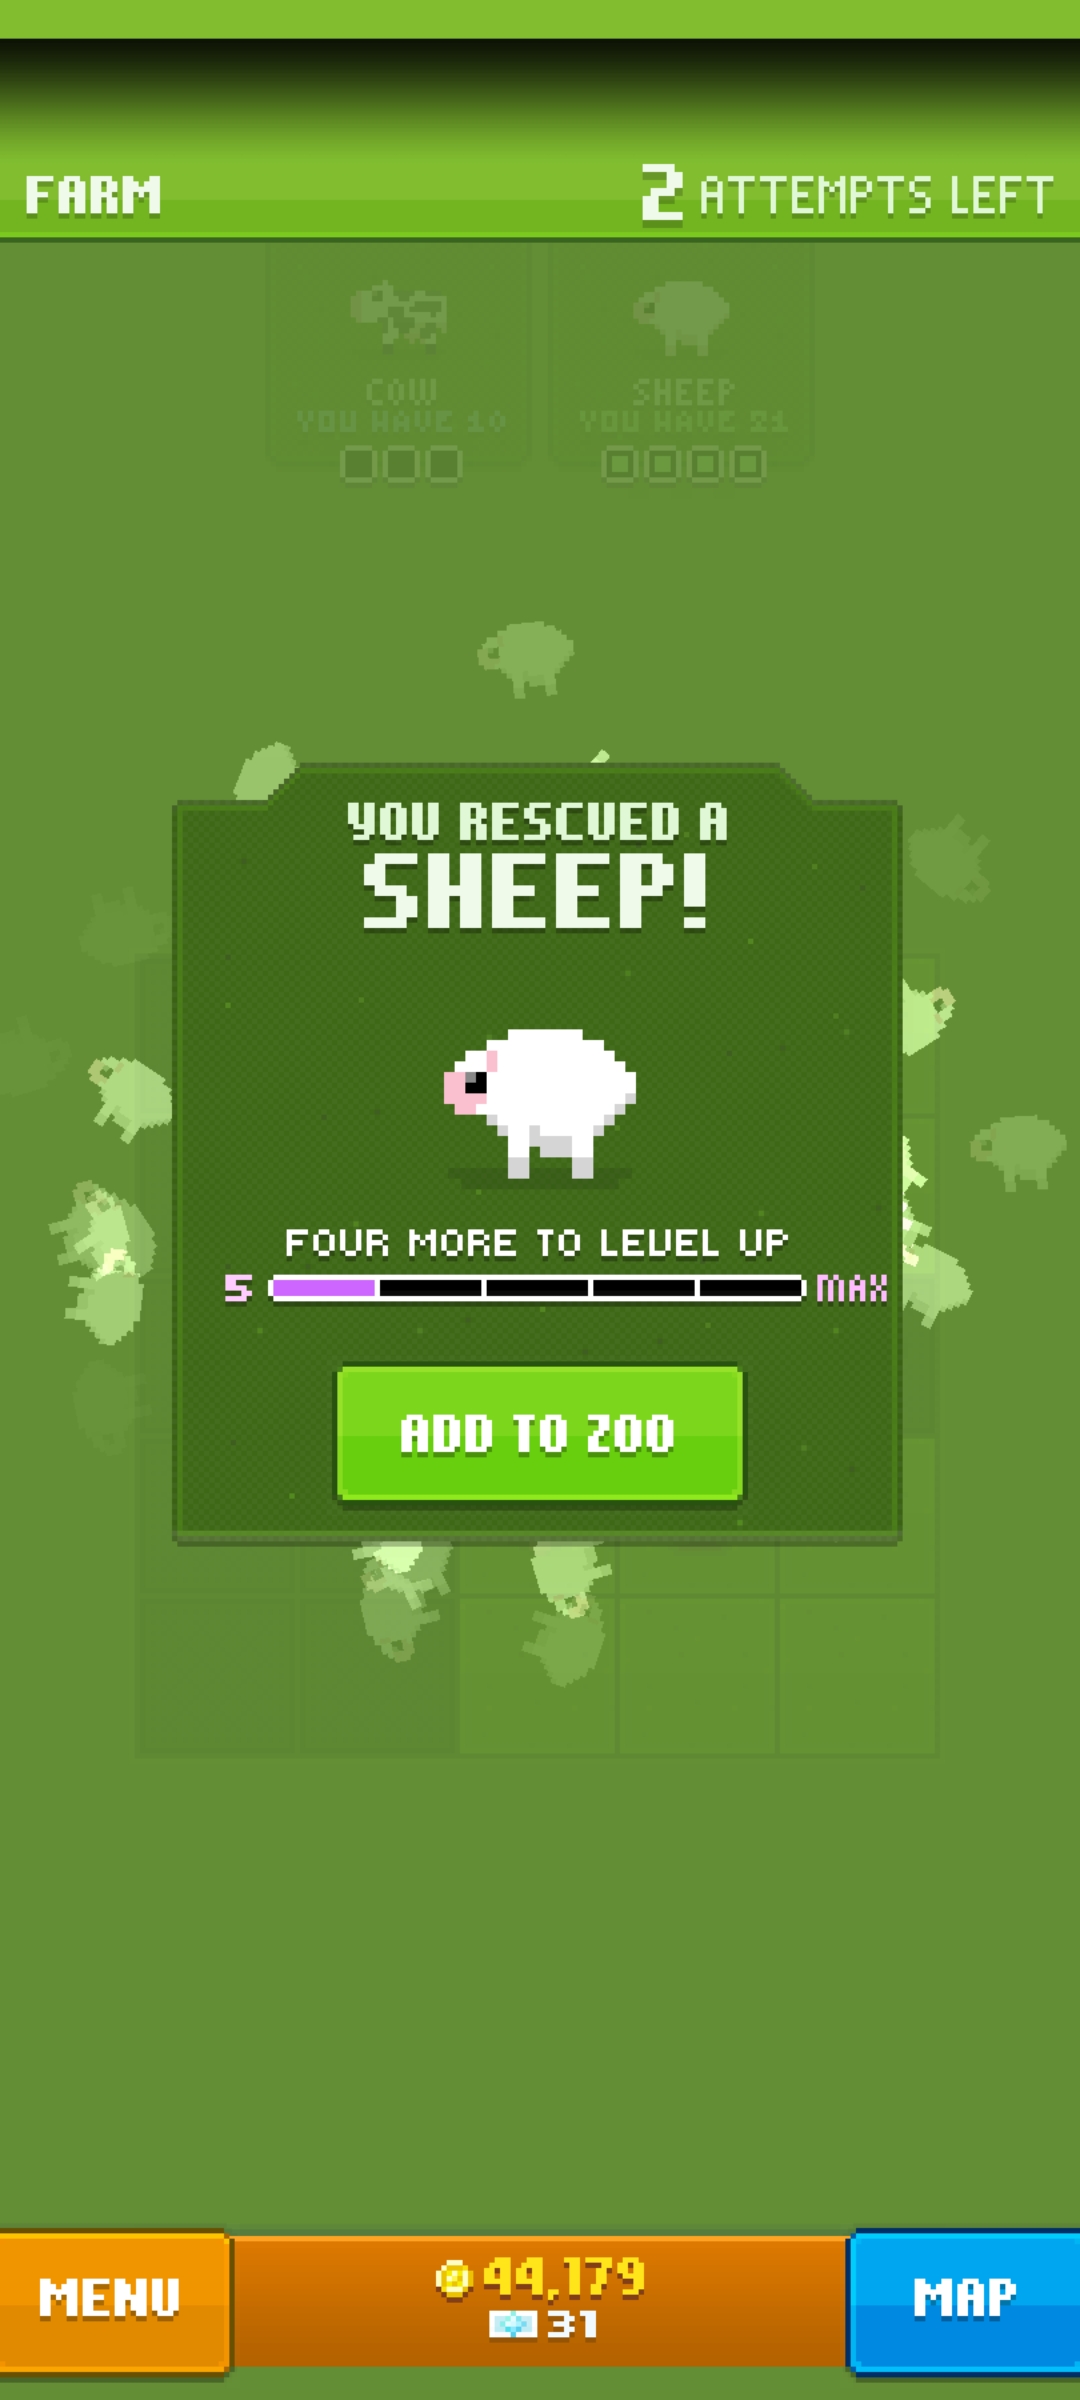 FARM
2 ATTEMPTS LEFT
COW
YOU HAVE 10
SHEEP
YOU HAVE 21
YOU RESCUED A
SHEEP!
FOUR MORE TO LEVEL UP
5 MAX
ADD TO ZOO
MENU
44,179
31
MAP